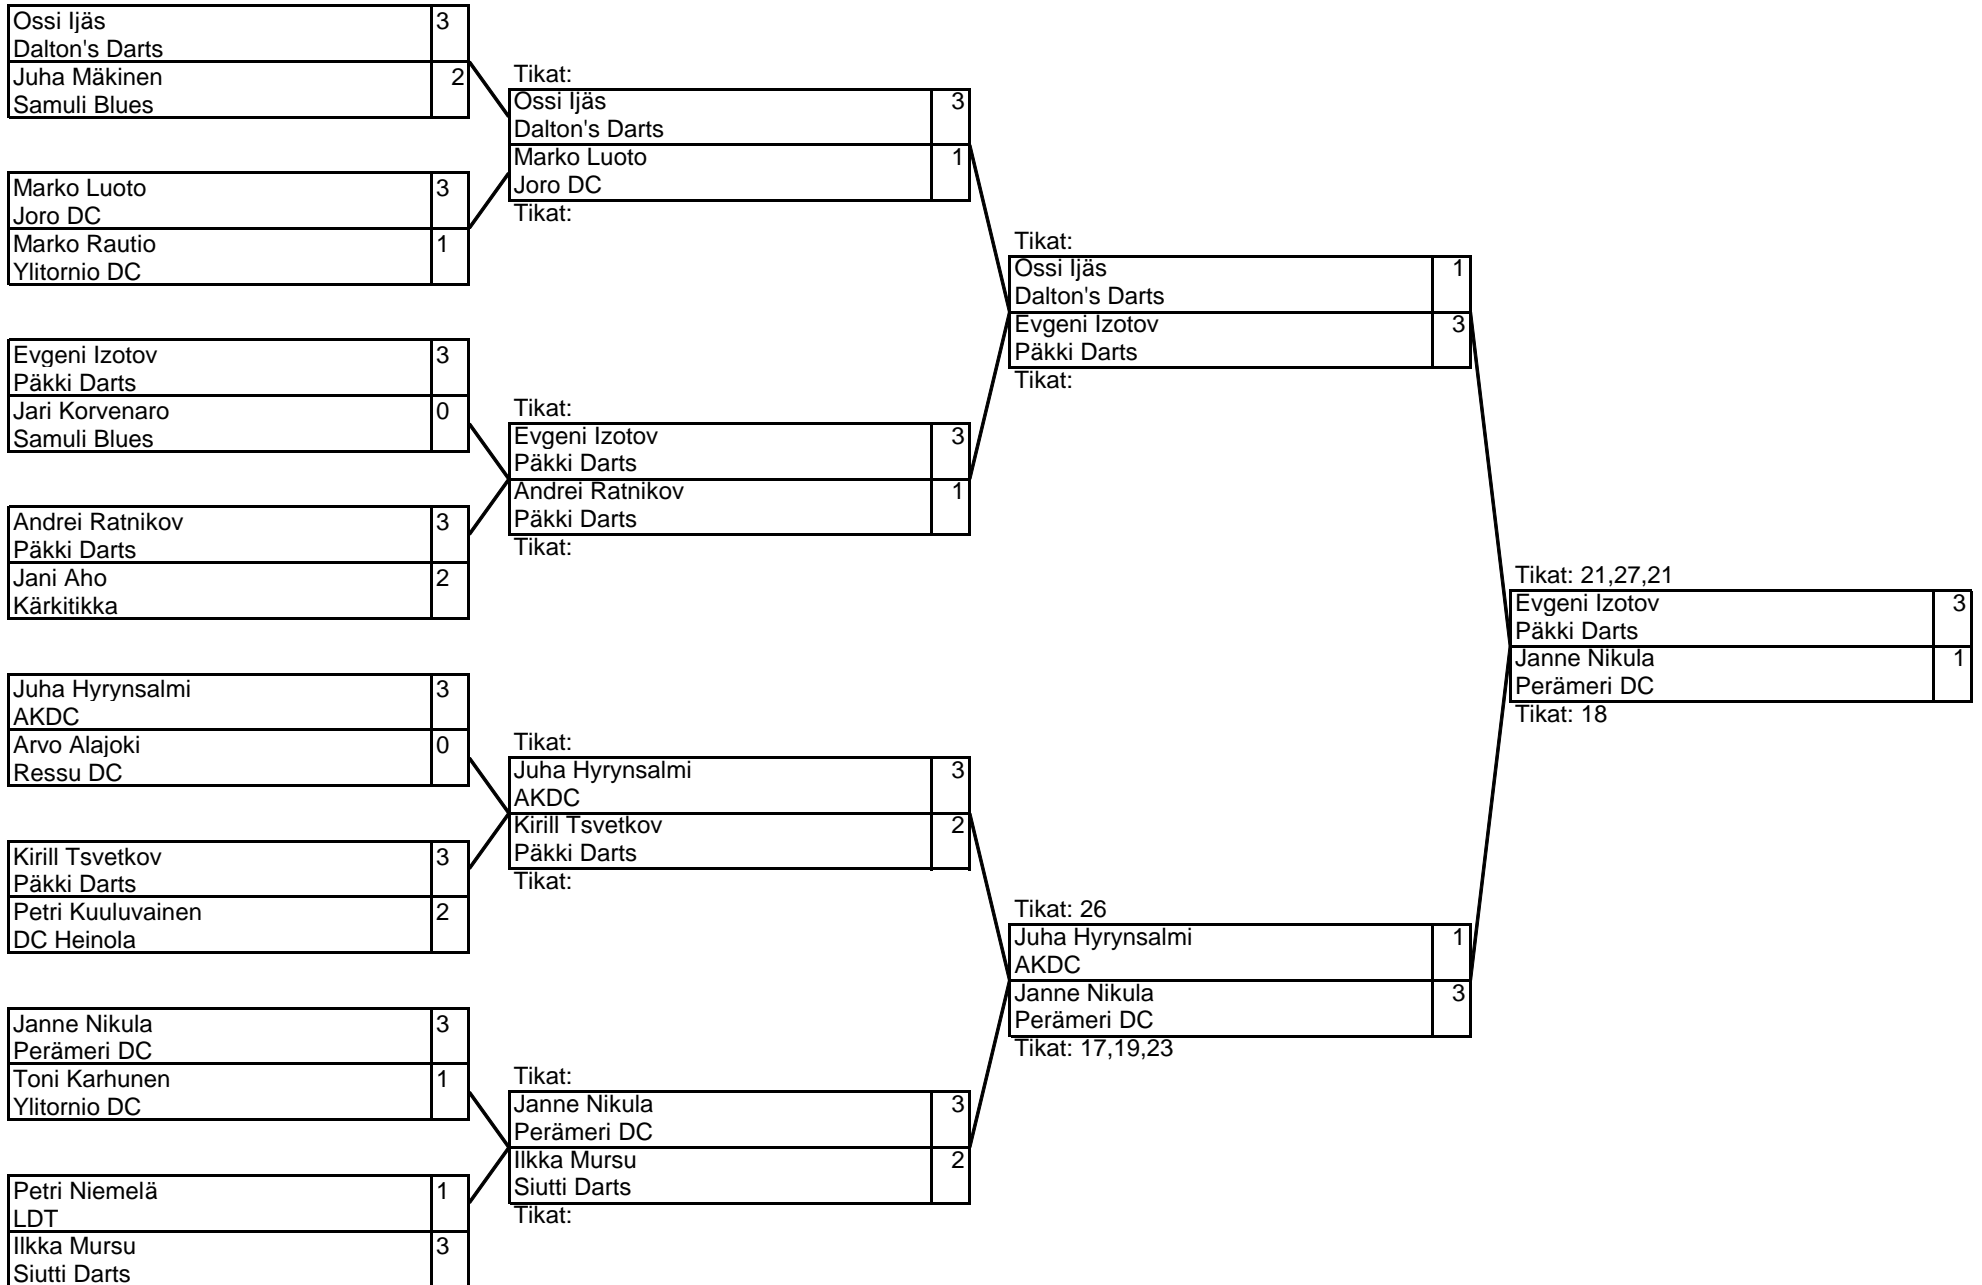 Ossi Ijäs 3
Dalton's Darts
Juha Mäkinen 2
Samuli Blues
Marko Luoto 3
Joro DC
Marko Rautio 1
Ylitornio DC
Evgeni Izotov 3
Päkki Darts
Jari Korvenaro 0
Samuli Blues
Andrei Ratnikov 3
Päkki Darts
Jani Aho 2
Kärkitikka
Juha Hyrynsalmi 3
AKDC
Arvo Alajoki 0
Ressu DC
Kirill Tsvetkov 3
Päkki Darts
Petri Kuuluvainen 2
DC Heinola
Janne Nikula 3
Perämeri DC
Toni Karhunen 1
Ylitornio DC
Petri Niemelä 1
LDT
Ilkka Mursu 3
Siutti Darts
Tikat:
Ossi Ijäs 3
Dalton's Darts
Marko Luoto 1
Joro DC
Tikat:
Tikat:
Evgeni Izotov 3
Päkki Darts
Andrei Ratnikov 1
Päkki Darts
Tikat:
Tikat:
Juha Hyrynsalmi 3
AKDC
Kirill Tsvetkov 2
Päkki Darts
Tikat:
Tikat:
Janne Nikula 3
Perämeri DC
Ilkka Mursu 2
Siutti Darts
Tikat:
Tikat:
Ossi Ijäs 1
Dalton's Darts
Evgeni Izotov 3
Päkki Darts
Tikat:
Tikat: 26
Juha Hyrynsalmi 1
AKDC
Janne Nikula 3
Perämeri DC
Tikat: 17,19,23
Tikat: 21,27,21
Evgeni Izotov 3
Päkki Darts
Janne Nikula 1
Perämeri DC
Tikat: 18